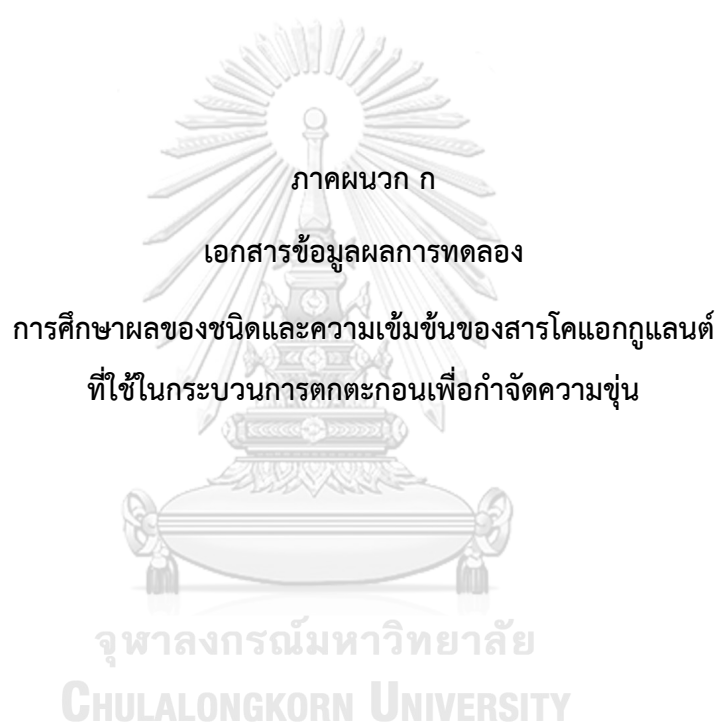 ภาคผนวก ก
เอกสารข้อมูลผลการทดลอง
การศึกษาผลของชนิดและความเข้มข้นของสารโคแอกกูแลนต์
ที่ใช้ในกระบวนการตกตะกอนเพื่อกำจัดความขุ่น
จุฬาลงกรณ์มหาวิทยาลัย
CHULALONGKORN UNIVERSITY